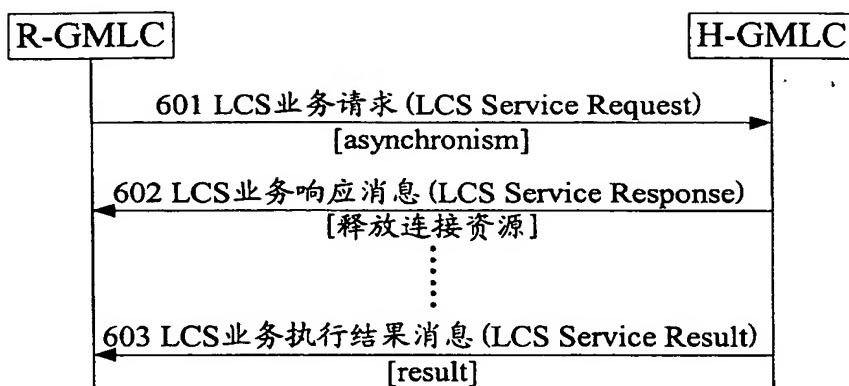 R-GMLC
H-GMLC
601 LCS业务请求(LCS Service Request)
[asynchronism]
602 LCS业务响应消息(LCS Service Response)
[释放连接资源]
603 LCS业务执行结果消息(LCS Service Result)
[result]